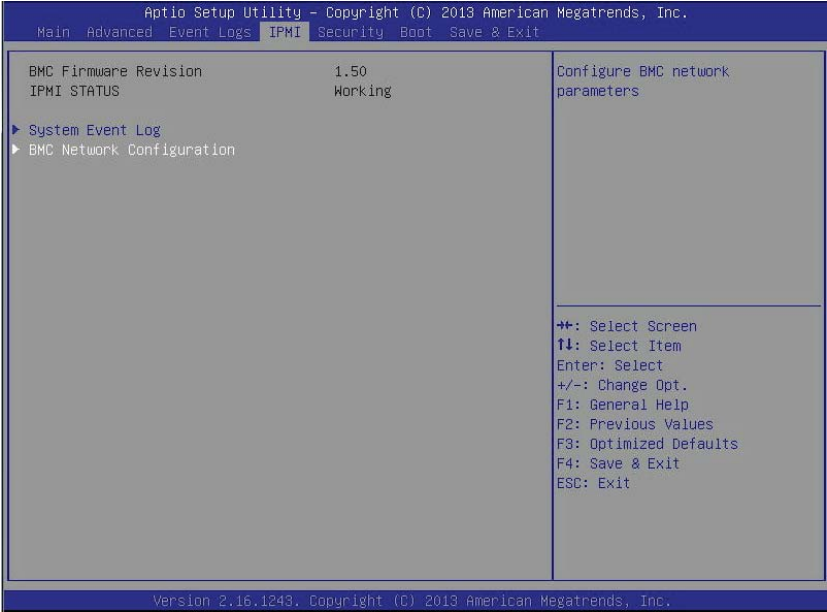 Aptio Setup Utility – Copyright (C) 2013 American Megatrends, Inc.
Main Advanced Event Logs IPMI Security Boot Save & Exit
BMC Firmware Revision 1.50
IPMI STATUS Working
System Event Log
BMC Network Configuration
Configure BMC network
parameters
→←: Select Screen
↑↓: Select Item
Enter: Select
+/-: Change Opt.
F1: General Help
F2: Previous Values
F3: Optimized Defaults
F4: Save & Exit
ESC: Exit
Version 2.16.1243. Copyright (C) 2013 American Megatrends, Inc.